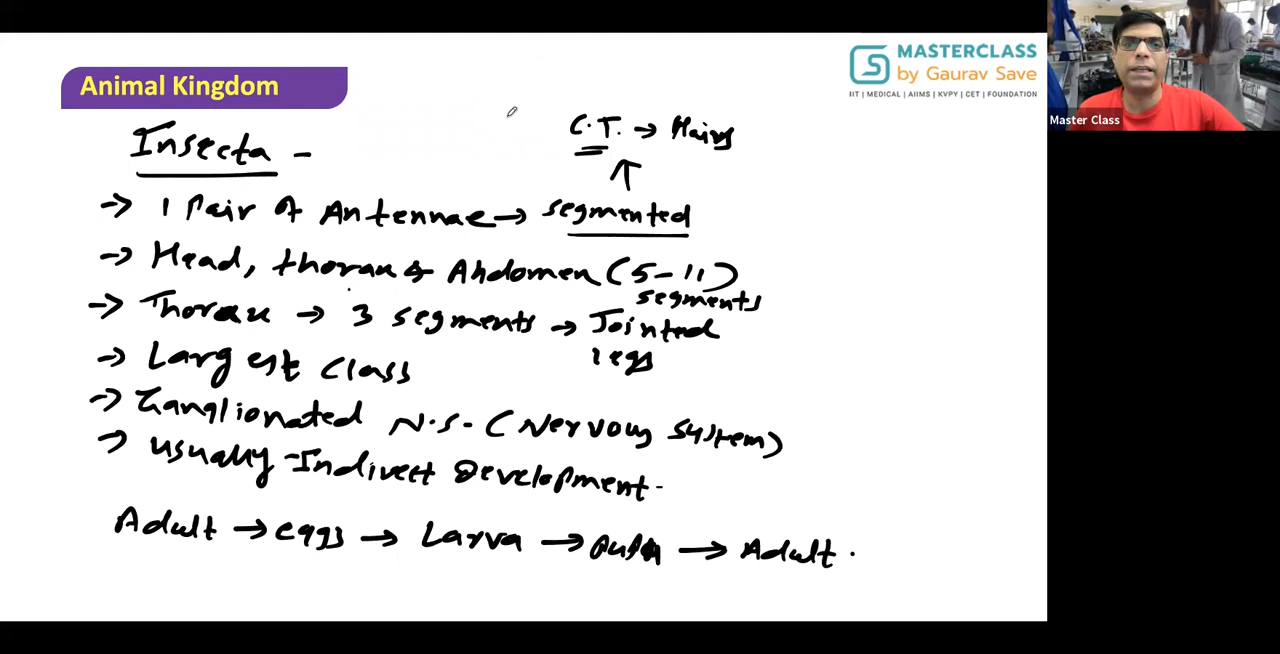 Animal Kingdom
MASTERCLASS
by Gaurav Save
IIT | MEDICAL | AIIMS | KVPY | CET | FOUNDATION
Master Class
Insecta -
C.T. → Hairs
↑
→ 1 Pair of Antennae → segmented
→ Head, thorax & Abdomen (5-11)
segments
→ Thorax → 3 segments → Jointed
legs
→ Largest class
→ Ganglionated N.S. (Nervous system)
→ usually Indirect Development.
Adult → eggs → Larva → Pupa → Adult.